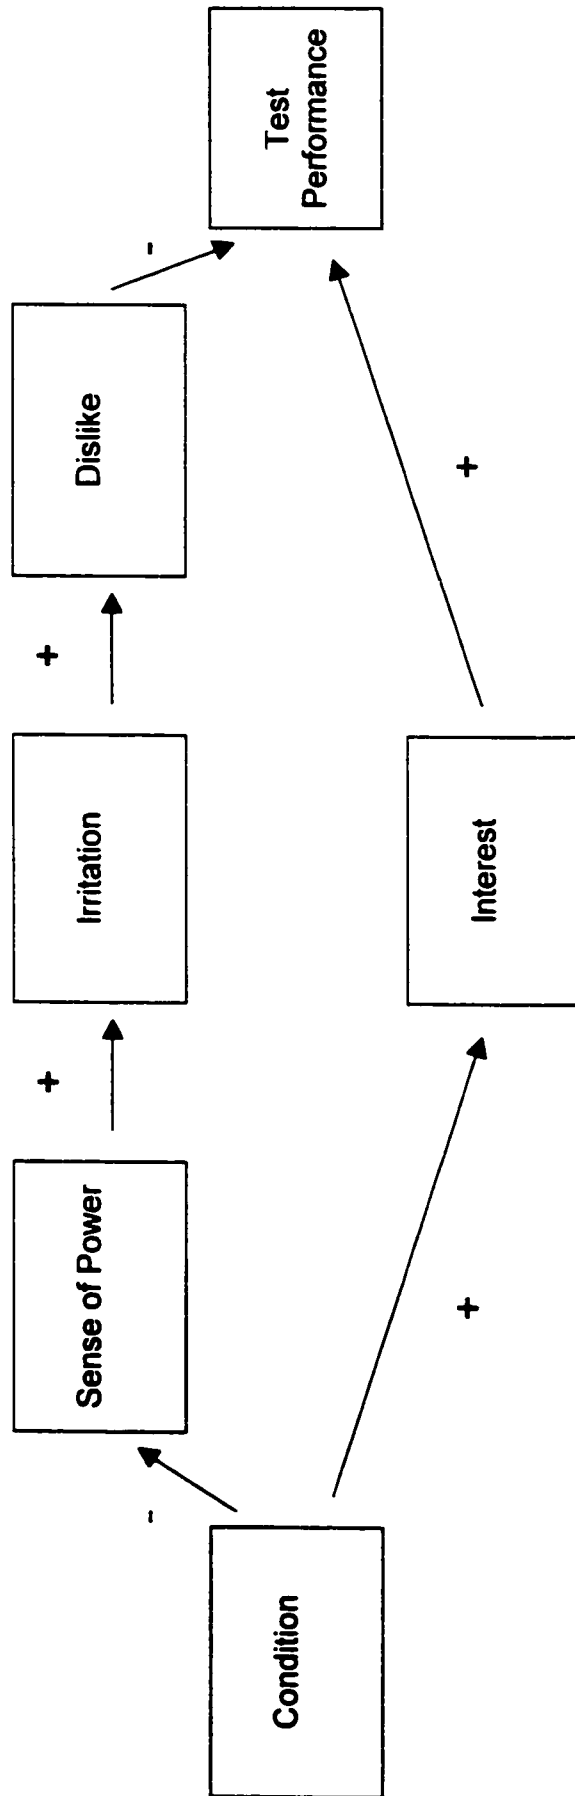 Condition
-
+
Sense of Power
+
Irritation
Interest
+
+
Dislike
-
Test
Performance